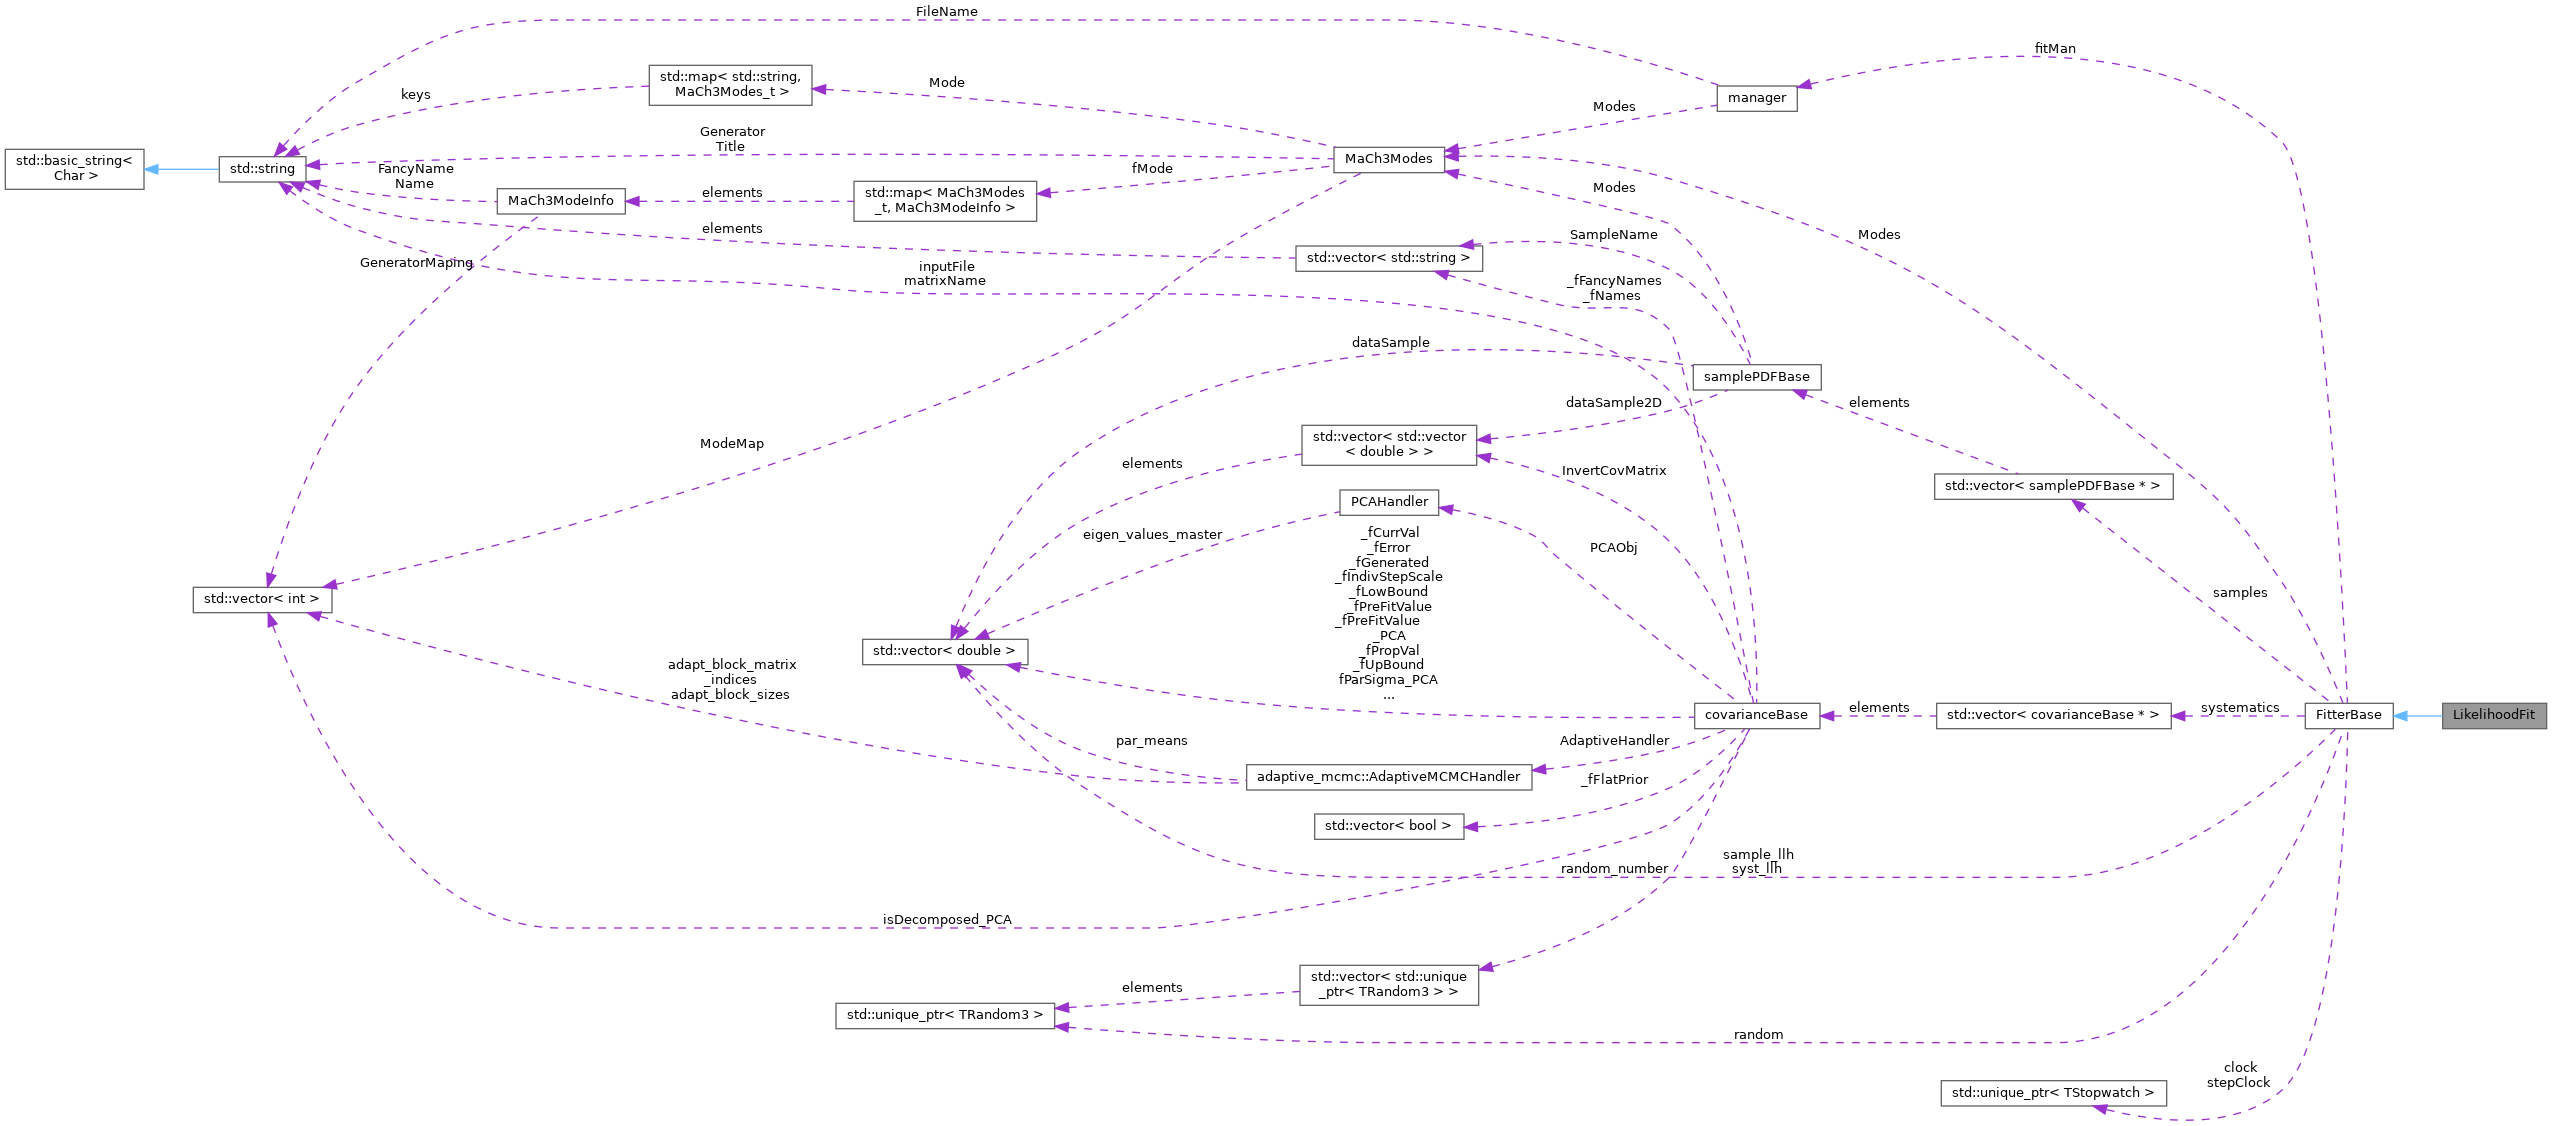 FileName
fitMan
std::map< std::string,
MaCh3Modes_t >
Mode
keys
manager
Modes
Generator
Title
std::basic_string<
Char >
std::string
MaCh3Modes
FancyName
Name
fMode
MaCh3ModeInfo
elements
std::map< MaCh3Modes
_t, MaCh3ModeInfo >
Modes
elements
SampleName
Modes
GeneratorMaping
inputFile
matrixName
std::vector< std::string >
_fFancyNames
_fNames
dataSample
samplePDFBase
dataSample2D
elements
std::vector< std::vector
< double > >
ModeMap
elements
InvertCovMatrix
std::vector< samplePDFBase * >
PCAHandler
eigen_values_master
PCAObj
_fCurrVal
_fError
_fGenerated
_fIndivStepScale
_fLowBound
_fPreFitValue
_fPreFitValue
_PCA
_fPropVal
_fUpBound
fParSigma_PCA
...
samples
std::vector< int >
std::vector< double >
adapt_block_matrix
_indices
adapt_block_sizes
covarianceBase
elements
std::vector< covarianceBase * >
systematics
FitterBase
LikelihoodFit
par_means
AdaptiveHandler
adaptive_mcmc::AdaptiveMCMCHandler
_fFlatPrior
std::vector< bool >
random_number
sample_llh
syst_llh
isDecomposed_PCA
std::vector< std::unique
_ptr< TRandom3 > >
elements
std::unique_ptr< TRandom3 >
random
clock
stepClock
std::unique_ptr< TStopwatch >